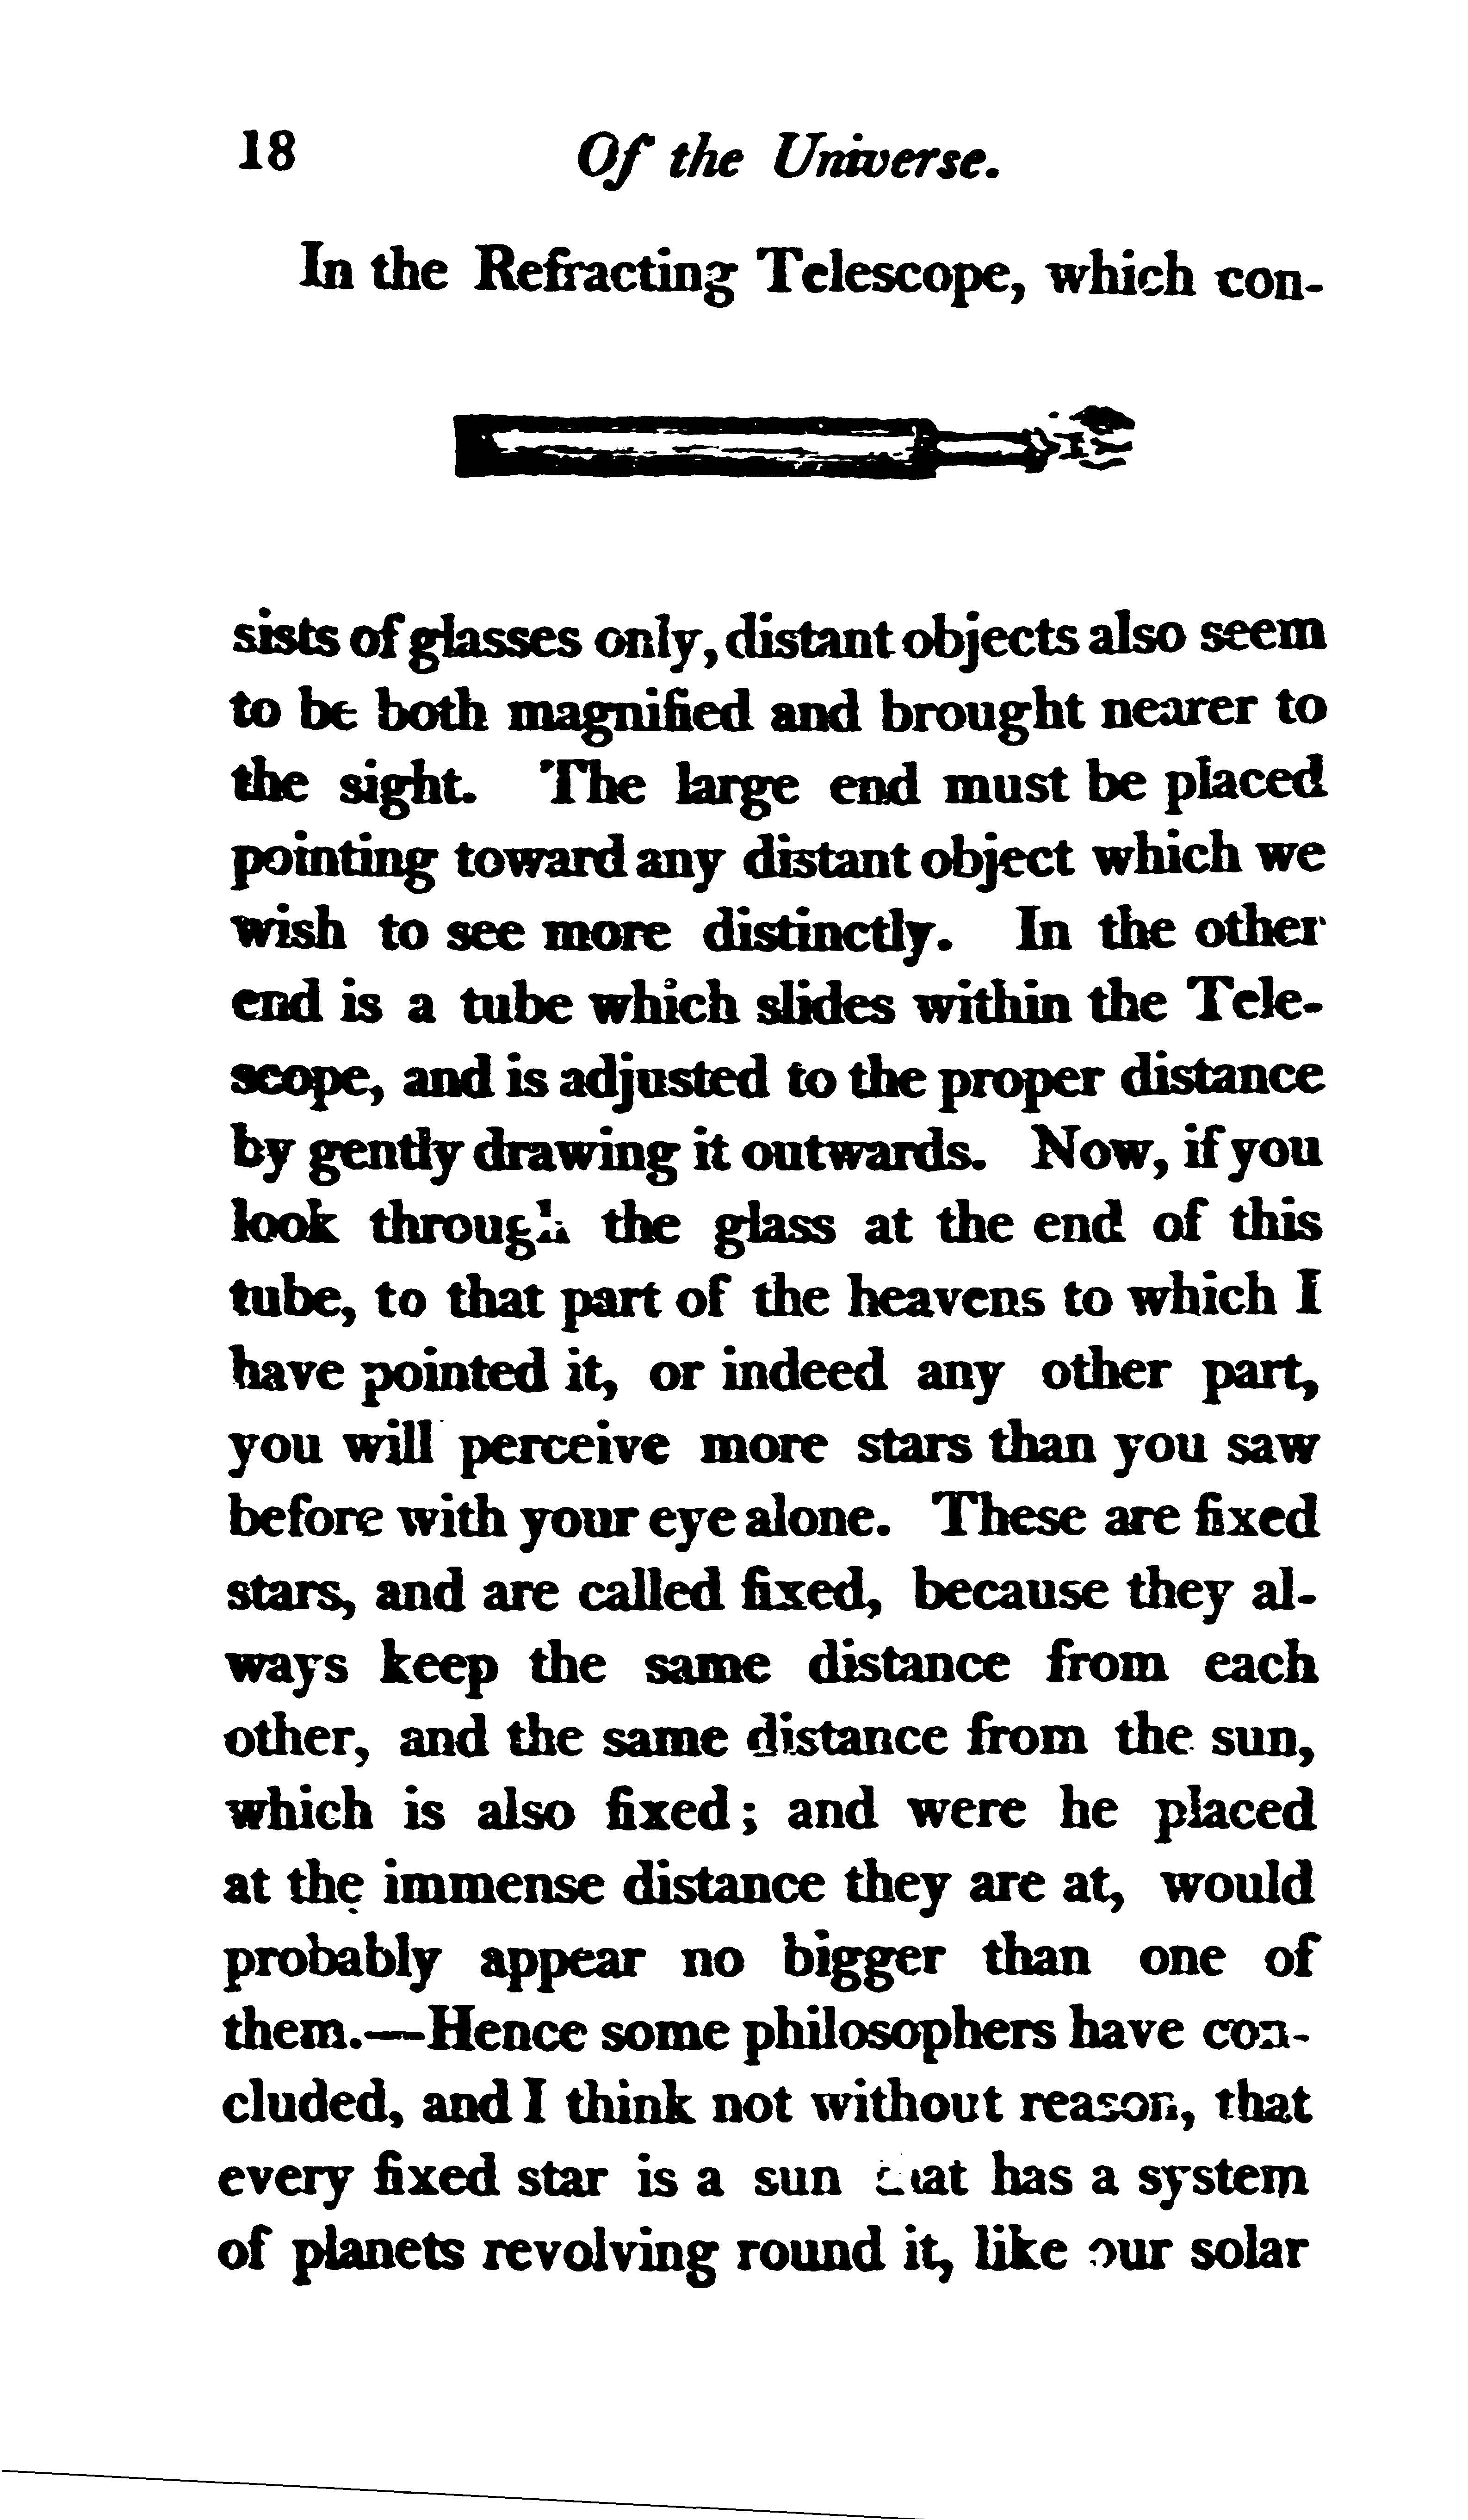 18 Of the Universe.
In the Refracting Telescope, which con-
sists of glasses only, distant objects also seem
to be both magnified and brought nearer to
the sight. The large end must be placed
pointing toward any distant object which we
wish to see more distinctly. In the other
end is a tube which slides within the Tele-
scope, and is adjusted to the proper distance
by gently drawing it outwards. Now, if you
look through the glass at the end of this
tube, to that part of the heavens to which I
have pointed it, or indeed any other part,
you will perceive more stars than you saw
before with your eye alone. These are fixed
stars, and are called fixed, because they al-
ways keep the same distance from each
other, and the same distance from the sun,
which is also fixed; and were he placed
at the immense distance they are at, would
probably appear no bigger than one of
them.—Hence some philosophers have con-
cluded, and I think not without reason, that
every fixed star is a sun that has a system
of planets revolving round it, like our solar